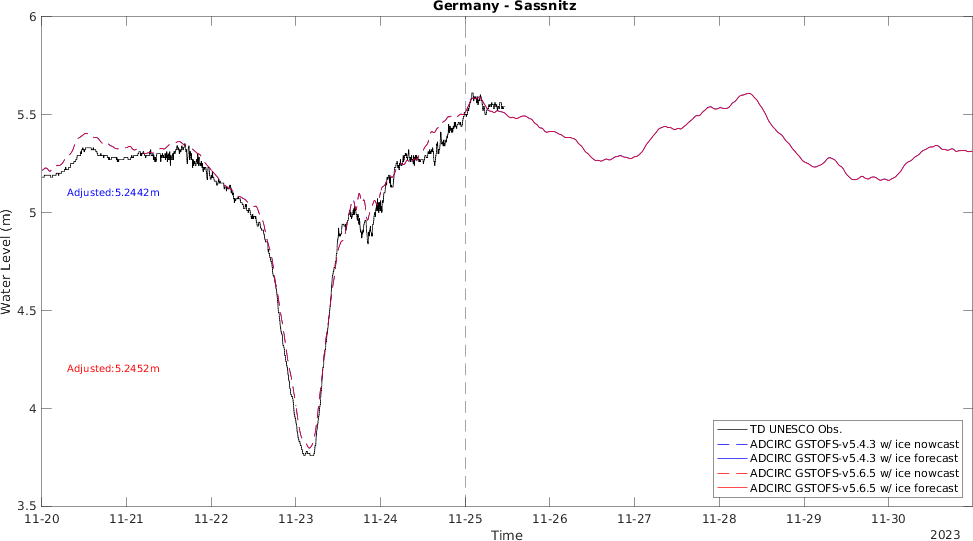 Germany - Sassnitz
6
5.5
5
4.5
4
3.5
Water Level (m)
Adjusted:5.2442m
Adjusted:5.2452m
TD UNESCO Obs.
ADCIRC GSTOFS-v5.4.3 w/ ice nowcast
ADCIRC GSTOFS-v5.4.3 w/ ice forecast
ADCIRC GSTOFS-v5.6.5 w/ ice nowcast
ADCIRC GSTOFS-v5.6.5 w/ ice forecast
11-20 11-21 11-22 11-23 11-24 11-25 11-26 11-27 11-28 11-29 11-30
Time
2023